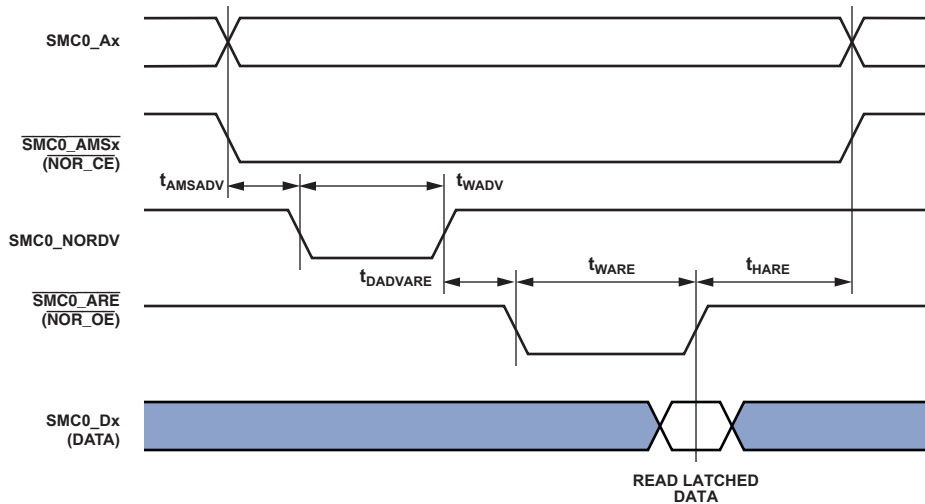 SMC0_Ax
SMC0_AMSx
(NOR_CE)
tAMSADV
tWADV
SMC0_NORDV
tDADVARE
tWARE
tHARE
SMC0_ARE
(NOR_OE)
SMC0_Dx
(DATA)
READ LATCHED
DATA